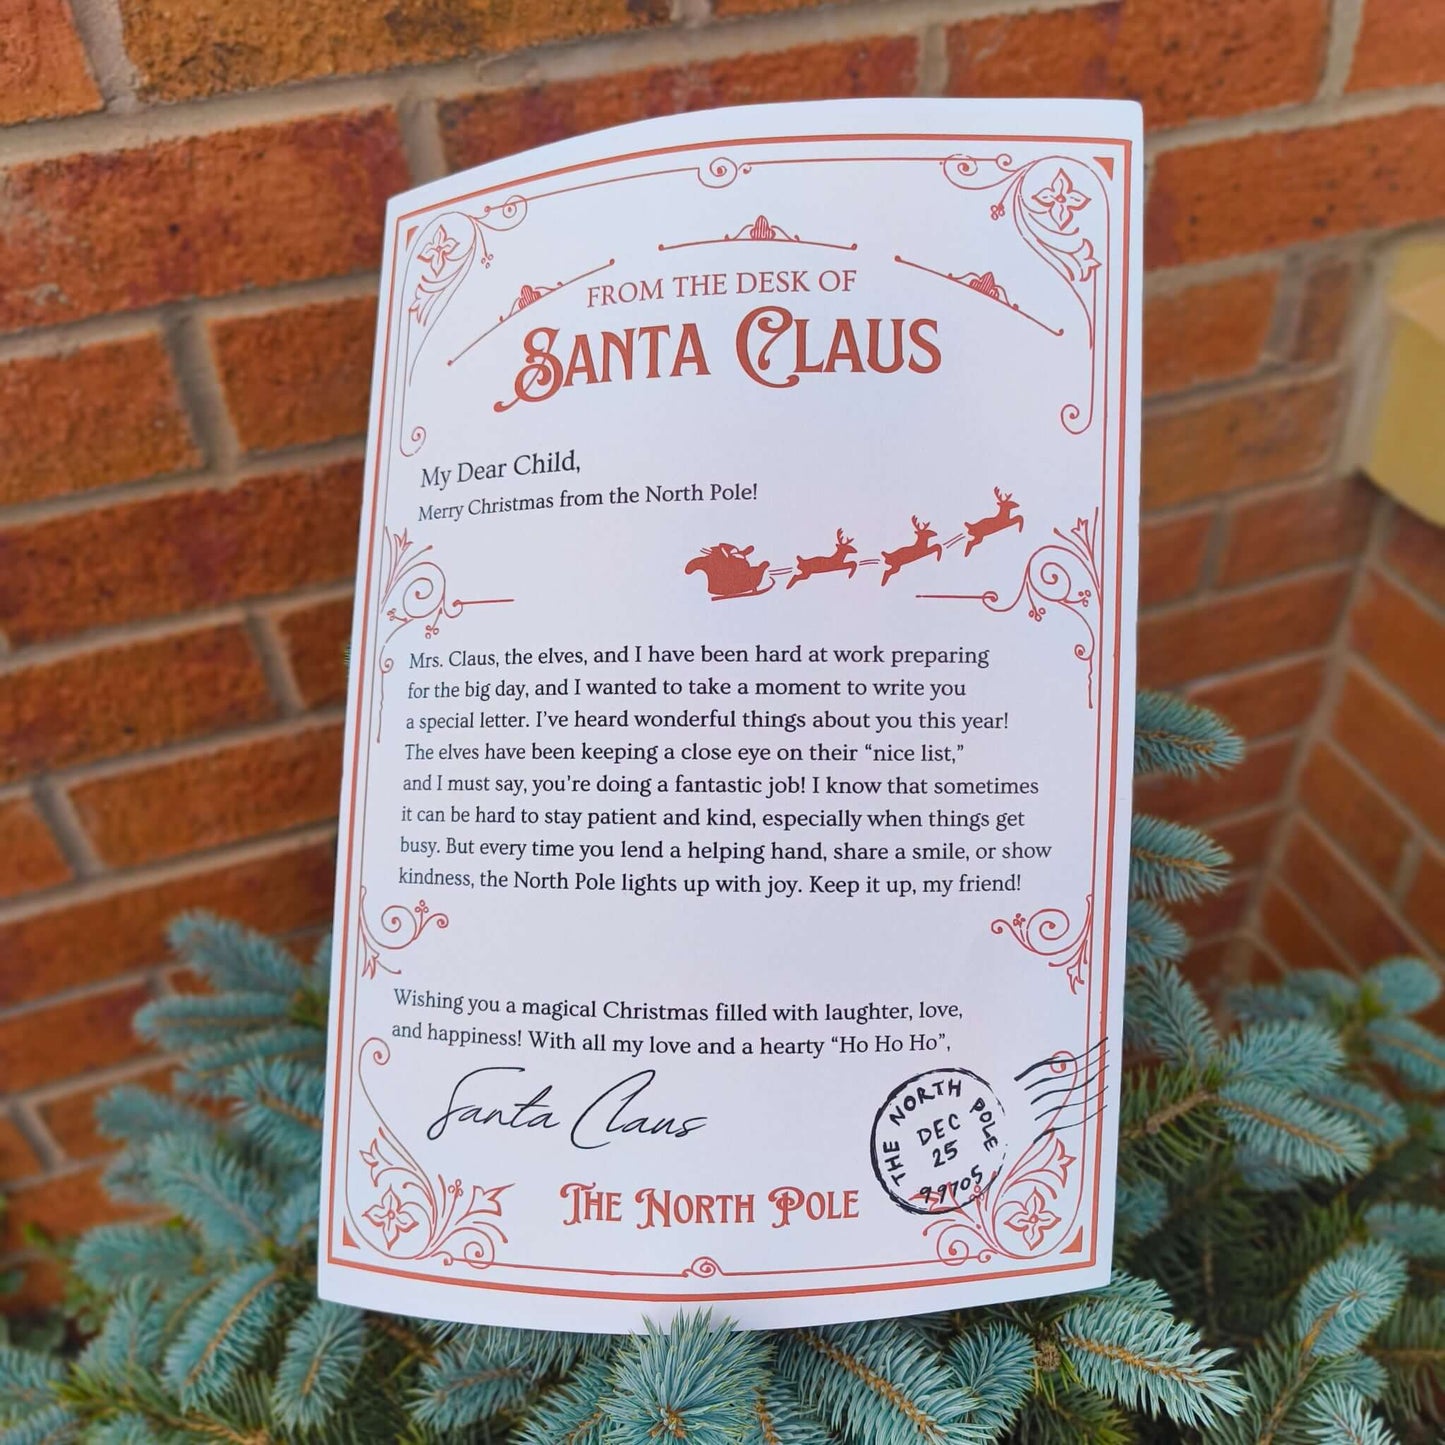 FROM THE DESK OF
SANTA CLAUS
My Dear Child,
Merry Christmas from the North Pole!
Mrs. Claus, the elves, and I have been hard at work preparing
for the big day, and I wanted to take a moment to write you
a special letter. I’ve heard wonderful things about you this year!
The elves have been keeping a close eye on their “nice list,”
and I must say, you’re doing a fantastic job! I know that sometimes
it can be hard to stay patient and kind, especially when things get
busy. But every time you lend a helping hand, share a smile, or show
kindness, the North Pole lights up with joy. Keep it up, my friend!
Wishing you a magical Christmas filled with laughter, love,
and happiness! With all my love and a hearty “Ho Ho Ho”,
Santa Claus
THE NORTH POLE
DEC
25
99705
THE NORTH POLE